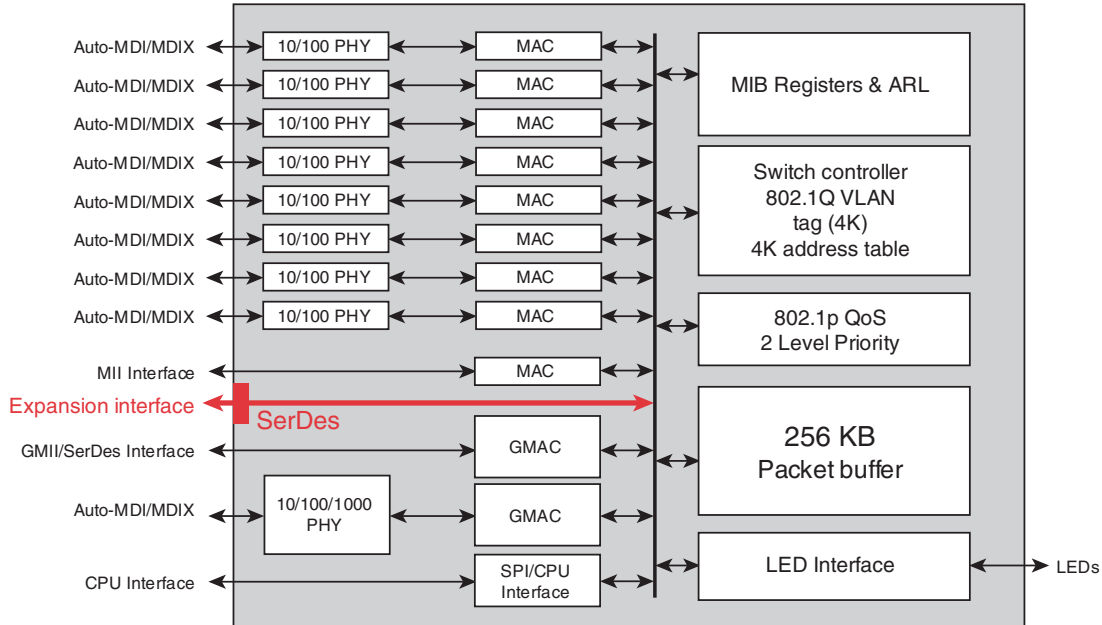 Auto-MDI/MDIX
10/100 PHY
MAC
Auto-MDI/MDIX
10/100 PHY
MAC
Auto-MDI/MDIX
10/100 PHY
MAC
Auto-MDI/MDIX
10/100 PHY
MAC
Auto-MDI/MDIX
10/100 PHY
MAC
Auto-MDI/MDIX
10/100 PHY
MAC
Auto-MDI/MDIX
10/100 PHY
MAC
Auto-MDI/MDIX
10/100 PHY
MAC
MII Interface
MAC
Expansion interface
SerDes
GMII/SerDes Interface
GMAC
Auto-MDI/MDIX
10/100/1000
PHY
GMAC
CPU Interface
SPI/CPU
Interface
MIB Registers & ARL
Switch controller
802.1Q VLAN
tag (4K)
4K address table
802.1p QoS
2 Level Priority
256 KB
Packet buffer
LED Interface
LEDs